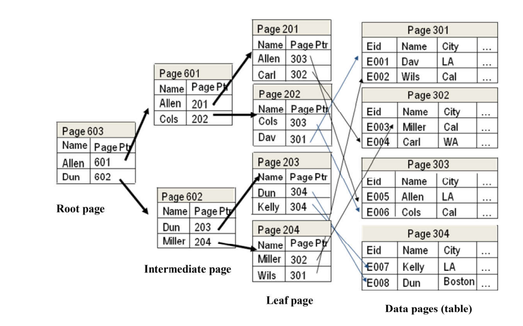 Page 603
Name Page Ptr
Allen 601
Dun 602
Root page
Page 601
Name Page Ptr
Allen 201
Cols 202
Page 602
Name Page Ptr
Dun 203
Miller 204
Intermediate page
Page 201
Name Page Ptr
Allen 303
Carl 302
Page 202
Name Page Ptr
Cols 303
Dav 301
Page 203
Name Page Ptr
Dun 304
Kelly 304
Page 204
Name Page Ptr
Miller 302
Wils 301
Leaf page
Page 301
Eid Name City ...
E001 Dav LA ...
E002 Wils Cal ...
Page 302
Eid Name City ...
E003 Miller Cal ...
E004 Carl WA ...
Page 303
Eid Name City ...
E005 Allen LA ...
E006 Cols Cal ...
Page 304
Eid Name City ...
E007 Kelly LA ...
E008 Dun Boston ...
Data pages (table)